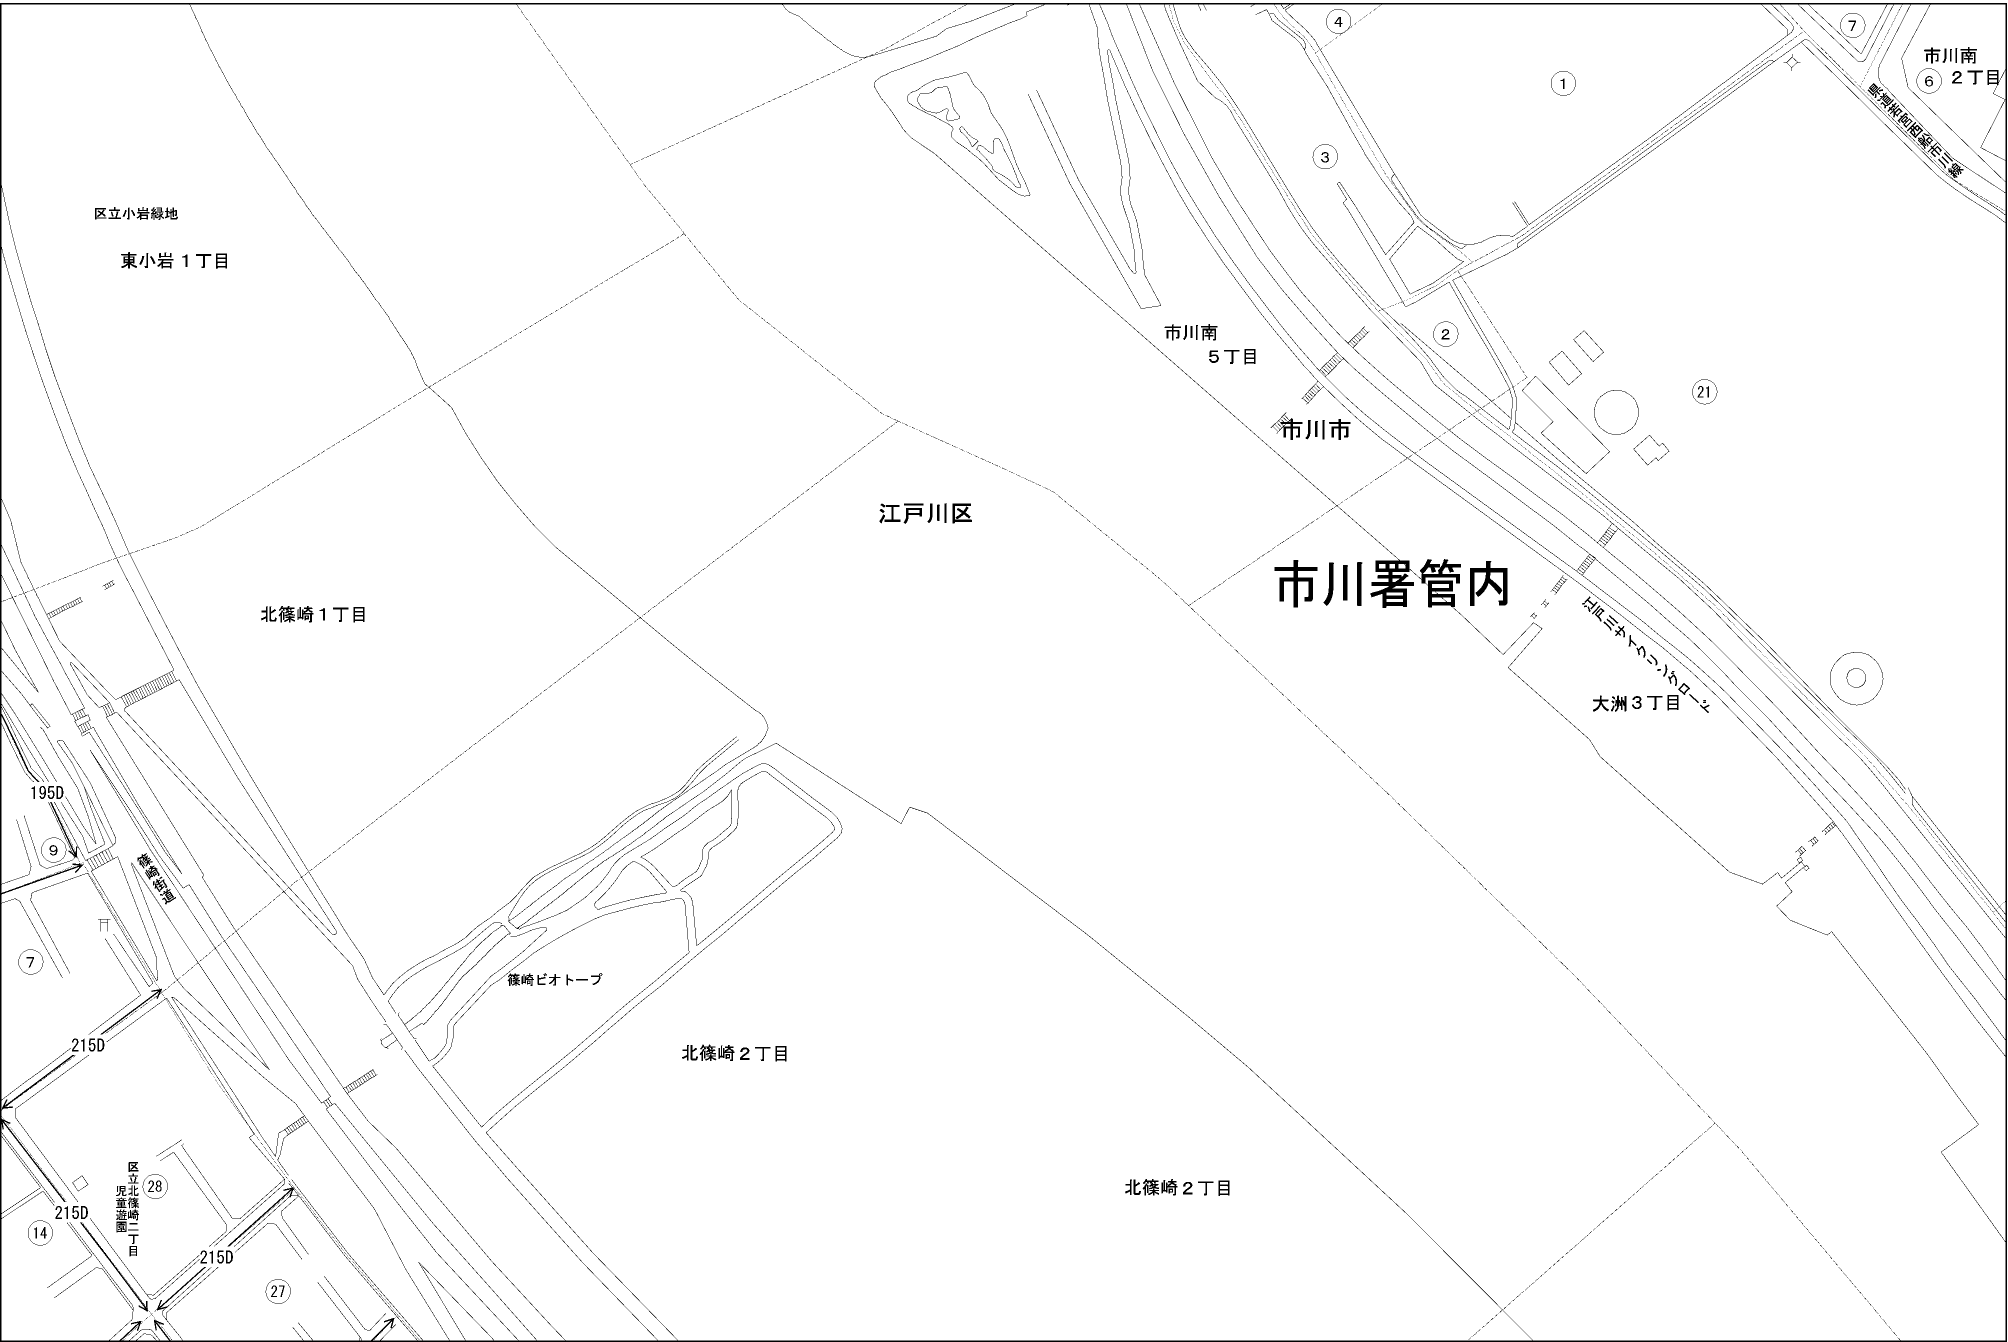 4
7
市川南
6 2丁目
1
県道若宮西船市川線
3
区立小岩緑地
東小岩1丁目
市川南
5丁目
2
21
市川市
江戸川区
市川署管内
北篠崎1丁目
江戸川サイクリングロード
大洲3丁目
195D
9
篠崎街道
7
篠崎ビオトープ
215D
北篠崎2丁目
区立北篠崎二丁目
児童遊園
28
北篠崎2丁目
215D
14
215D
27